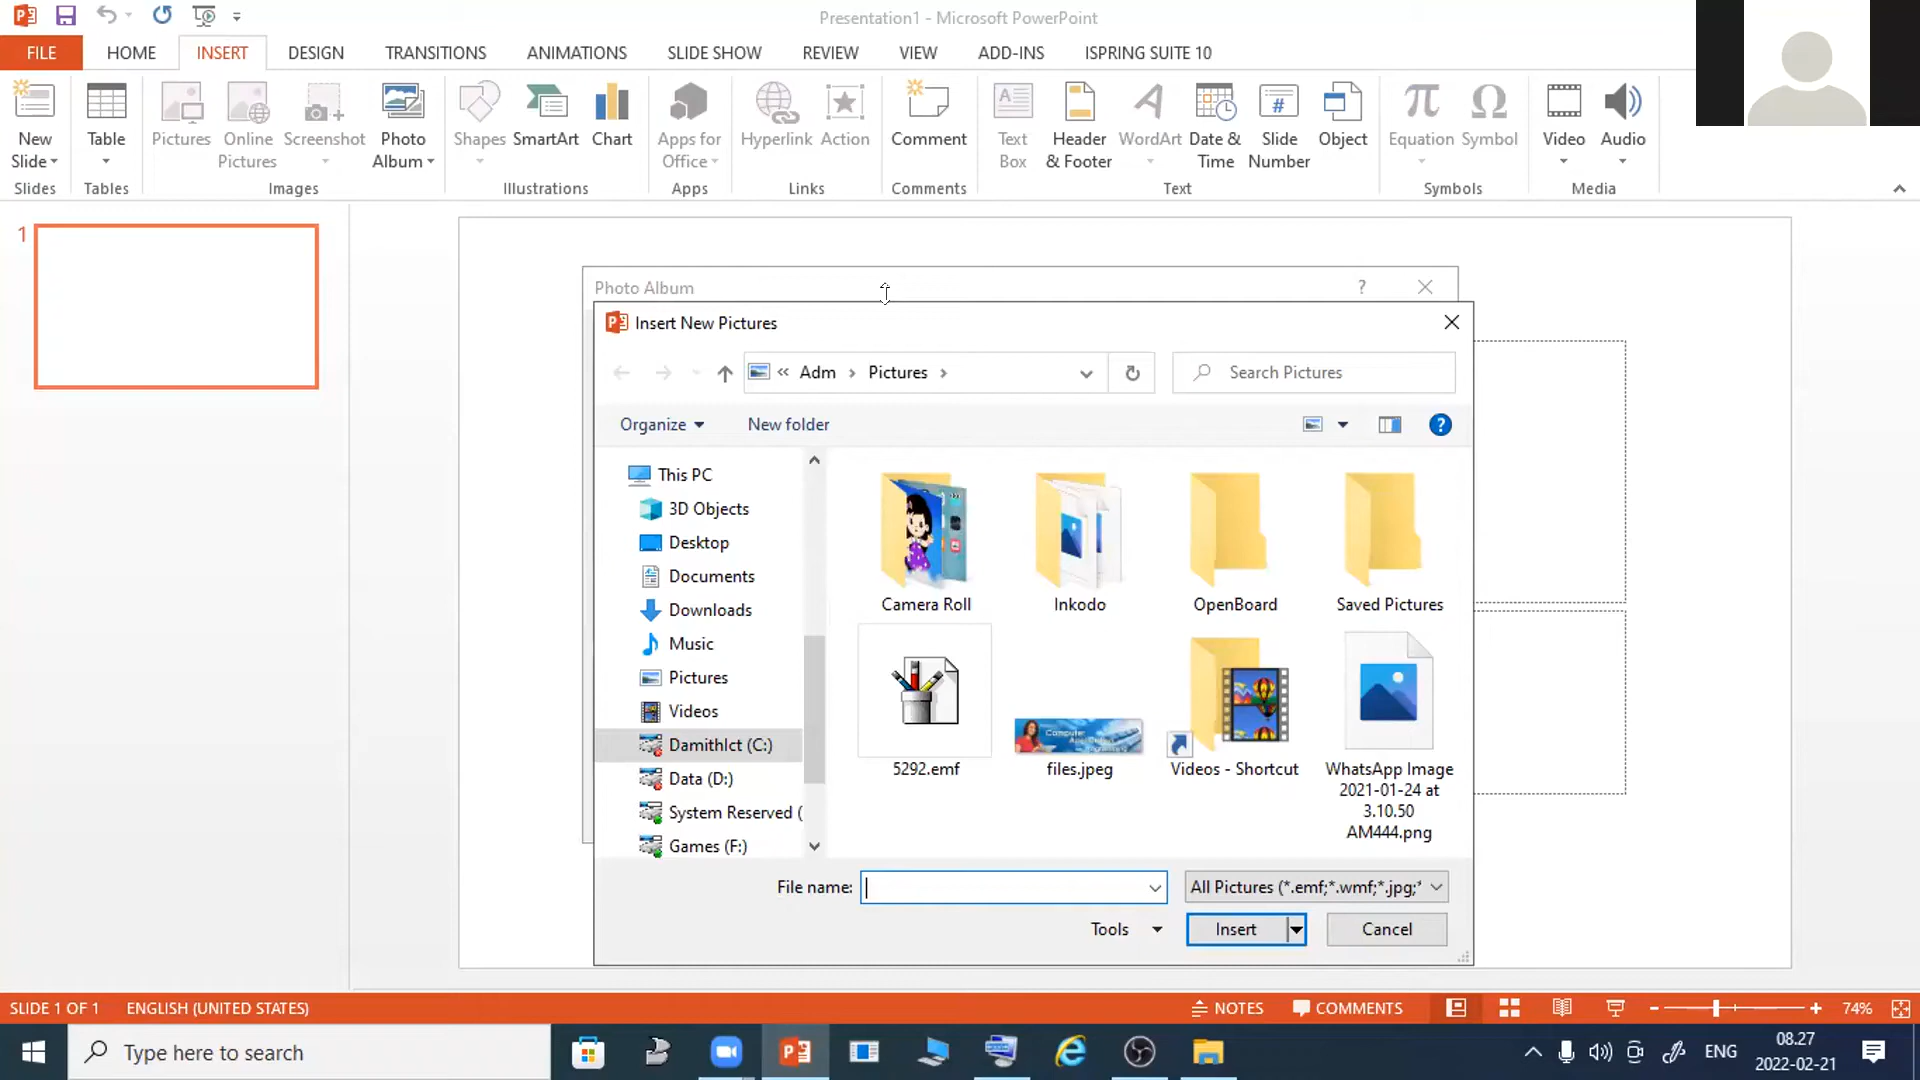 Presentation1 - Microsoft PowerPoint
FILE HOME INSERT DESIGN TRANSITIONS ANIMATIONS SLIDE SHOW REVIEW VIEW ADD-INS ISPRING SUITE 10
New Slide
Table
Pictures
Online Pictures
Screenshot
Photo Album
Shapes
SmartArt
Chart
Apps for Office
Hyperlink
Action
Comment
Text Box
Header & Footer
WordArt
Date & Time
Slide Number
Object
Equation
Symbol
Video
Audio
Slides Tables Images Illustrations Apps Links Comments Text Symbols Media
1
Photo Album ?
Insert New Pictures
« Adm > Pictures >
Search Pictures
Organize New folder ?
This PC
3D Objects
Desktop
Documents
Downloads
Music
Pictures
Videos
DamithIct (C:)
Data (D:)
System Reserved (
Games (F:)
Camera Roll
Inkodo
OpenBoard
Saved Pictures
5292.emf
Computer
files.jpeg
Videos - Shortcut
WhatsApp Image
2021-01-24 at
3.10.50
AM444.png
File name: All Pictures (*.emf;*.wmf;*.jpg;*
Tools Insert Cancel
SLIDE 1 OF 1 ENGLISH (UNITED STATES) NOTES COMMENTS 74%
Type here to search
ENG
08.27
2022-02-21